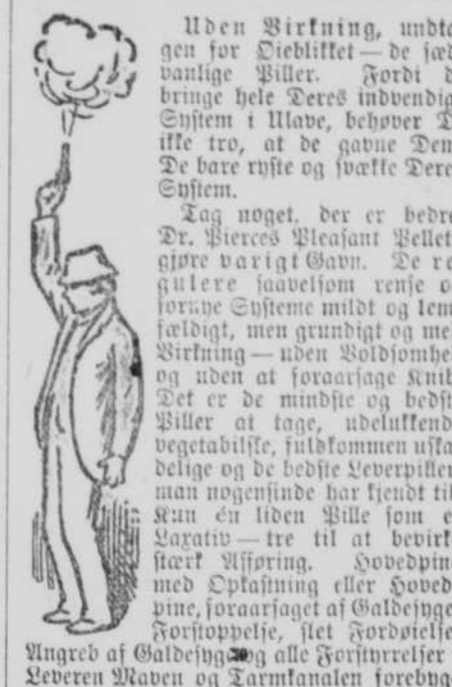 Uden Virkning, undta
gen for Øieblikket — de sæd
vanlige Piller. Fordi d
bringe hele Deres indvendig
System i Ulave, behøver D
ikke tro, at de gavne Dem
De bare ryste og svække Dere
System.
Tag noget, der er bedre
Dr. Pierces Pleasant Pellet
gjøre varigt Gavn. De re
gulere saavelsom rense o
fornye Systeme mildt og lem
fældigt, men grundigt og me
Virkning — uden Voldsomhe
og uden at foraarsage Knib
Det er de mindste og bedst
Piller at tage, udelukkend
vegetabilske, fuldkommen uska
delige og de bedste Leverpiller
man nogensinde har kjendt til
Kun én liden Pille som e
Laxativ — tre til at bevirk
stærk Afføring. Hovedpine
med Opkastning eller Hoved
pine, foraarsaget af Galdesyge
Forstoppelse, slet Fordøielse
Angreb af Galdesyge og alle Forstyrrelser
Leveren Maven og Tarmkanalen forebyge